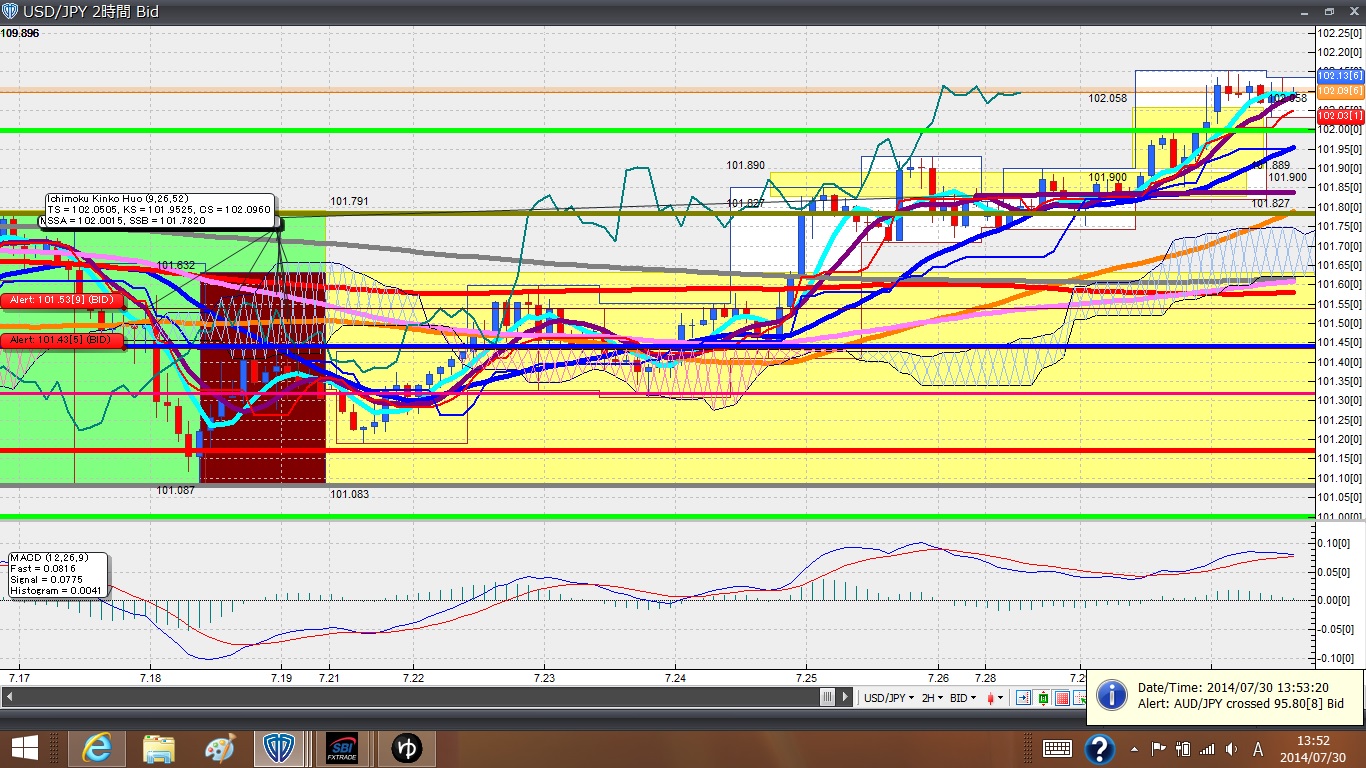 USD/JPY 2時間 Bid
109.896
102.25[0]
102.20[0]
102.13[6]
102.09[6]
102.03[1]
102.00[0]
101.95[0]
101.90[0]
101.85[0]
101.80[0]
101.75[0]
101.70[0]
101.65[0]
101.60[0]
101.55[0]
101.50[0]
101.45[0]
101.40[0]
101.35[0]
101.30[0]
101.25[0]
101.20[0]
101.15[0]
101.10[0]
101.05[0]
101.00[0]
102.058
101.890
101.889
101.900
101.900
101.837
101.827
101.791
Ichimoku Kinko Huo (9,26,52)
TS = 102.0505, KS = 101.9525, CS = 102.0961
NSSA = 102.0015, SSB = 101.7820
101.632
Alert: 101.53[9] (BID)
Alert: 101.43[5] (BID)
101.087
101.083
MACD (12,26,9)
Fast = 0.0816
Signal = 0.0775
Histogram = 0.0041
0.10[0]
0.05[0]
0.00[0]
-0.05[0]
-0.10[0]
7.17 7.18 7.19 7.21 7.22 7.23 7.24 7.25 7.26 7.28
USD/JPY 2H BID
Date/Time: 2014/07/30 13:53:20
Alert: AUD/JPY crossed 95.80[8] Bid
SBI
FXTRADE
ゆ
A
13:52
2014/07/30